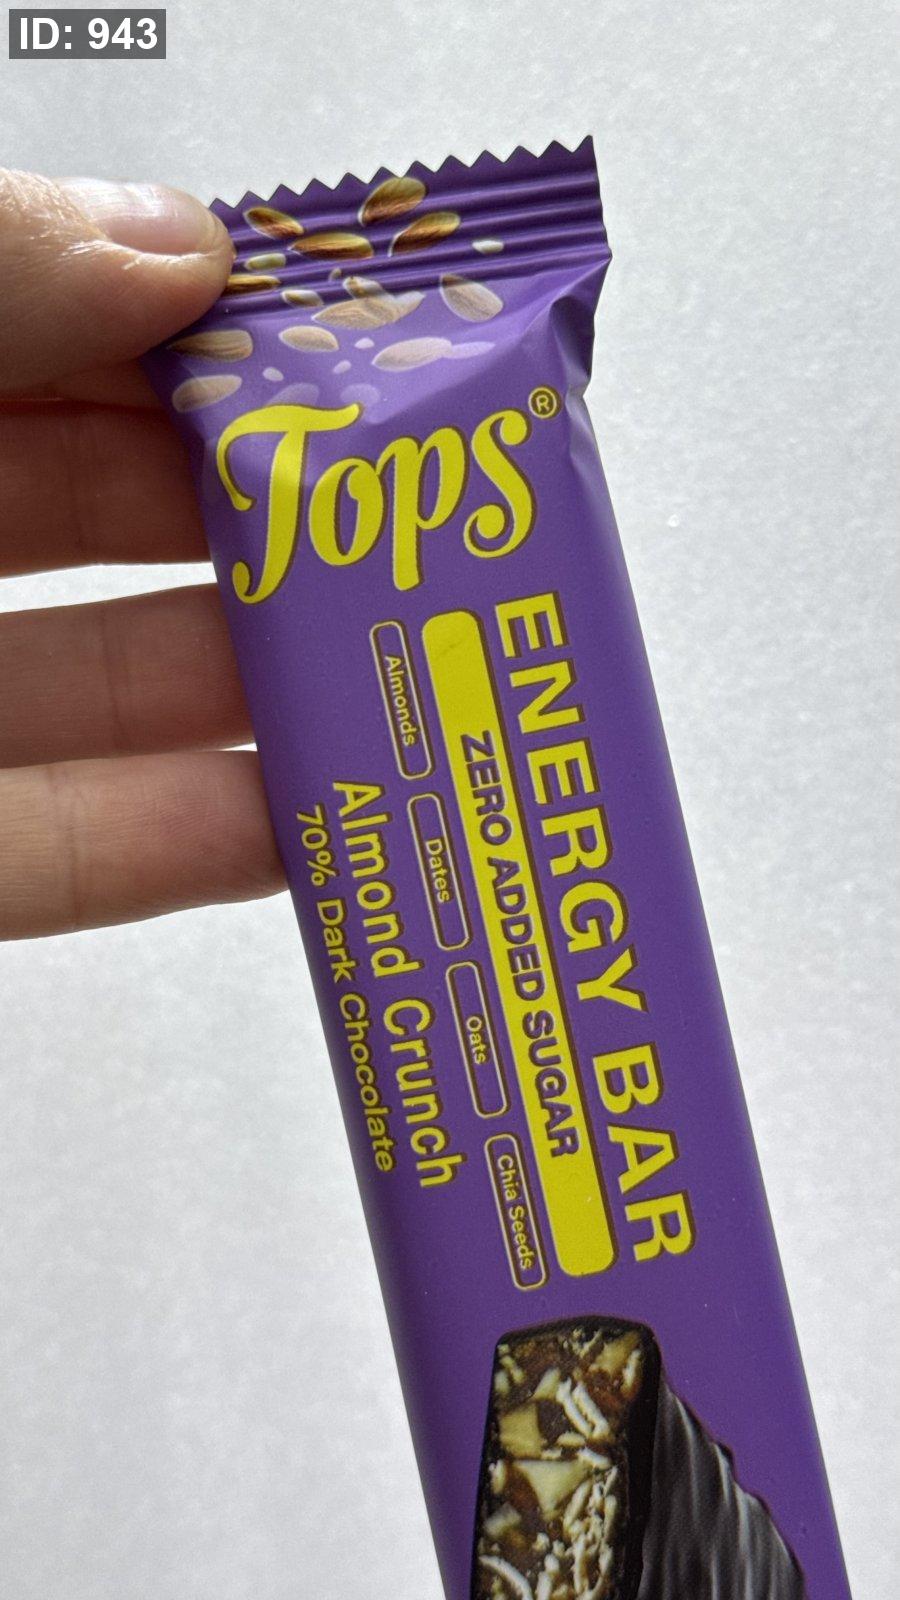 ID: 943
Tops®
ENERGY BAR
ZERO ADDED SUGAR
Almonds
Dates
Oats
Chia Seeds
Almond Crunch
70% Dark Chocolate